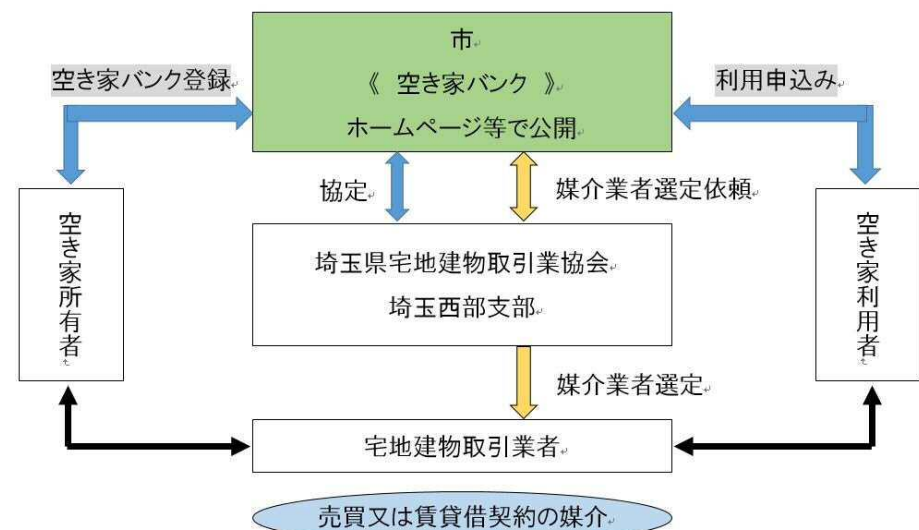 市
空き家バンク登録
《 空き家バンク 》
利用申込み
ホームページ等で公開
協定
媒介業者選定依頼
空き家所有者
埼玉県宅地建物取引業協会
埼玉西部支部
空き家利用者
媒介業者選定
宅地建物取引業者
売買又は賃貸借契約の媒介